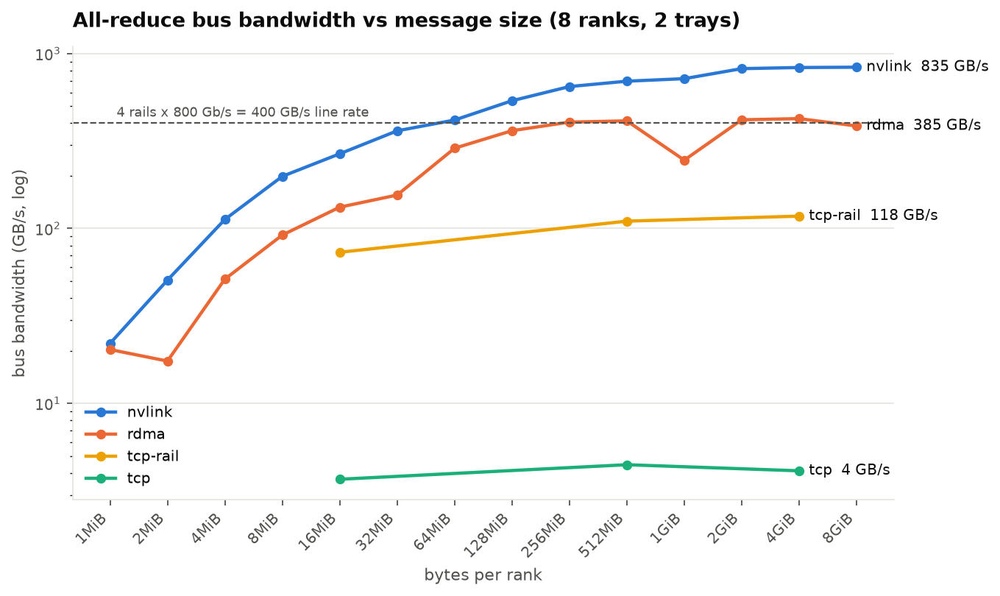 All-reduce bus bandwidth vs message size (8 ranks, 2 trays)
bus bandwidth (GB/s, log)
10³
10²
10¹
4 rails x 800 Gb/s = 400 GB/s line rate
nvlink 835 GB/s
rdma 385 GB/s
tcp-rail 118 GB/s
tcp 4 GB/s
nvlink
rdma
tcp-rail
tcp
1MiB
2MiB
4MiB
8MiB
16MiB
32MiB
64MiB
128MiB
256MiB
512MiB
1GiB
2GiB
4GiB
8GiB
bytes per rank